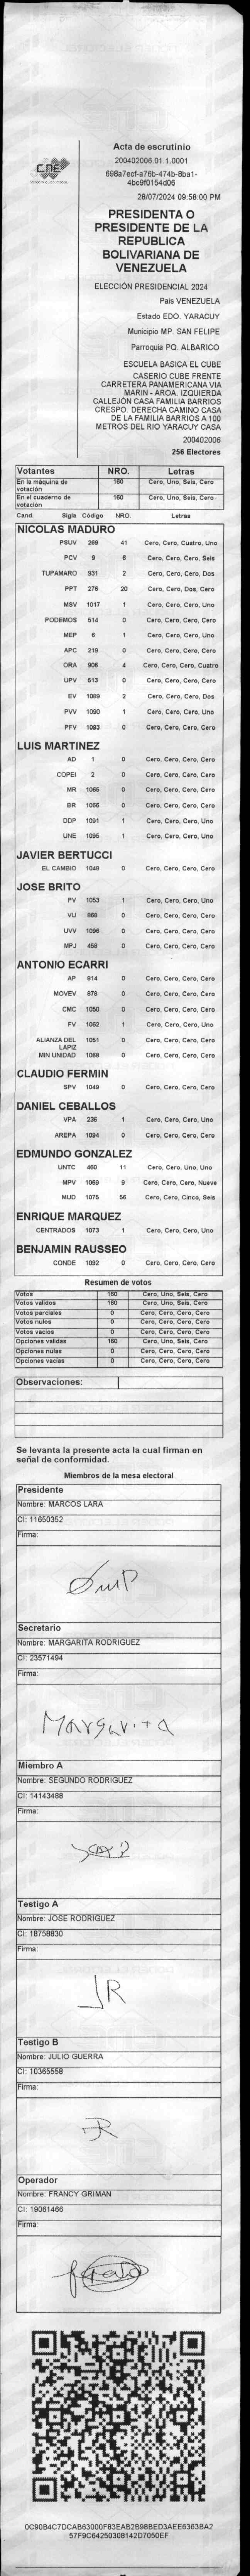 CNE
Acta de escrutinio
200402006.01.1.0001
698a7ecf-a76b-474b-8ba1-
4bc9f0154d06
28/07/2024 09:58:00 PM
PRESIDENTA O
PRESIDENTE DE LA
REPUBLICA
BOLIVARIANA DE
VENEZUELA
ELECCIÓN PRESIDENCIAL 2024
País VENEZUELA
Estado EDO. YARACUY
Municipio MP. SAN FELIPE
Parroquia PQ. ALBARICO
ESCUELA BASICA EL CUBE
CASERIO CUBE FRENTE
CARRETERA PANAMERICANA VIA
MARIN - AROA. IZQUIERDA
CALLEJÓN CASA FAMILIA BARRIOS
CRESPO. DERECHA CAMINO CASA
DE LA FAMILIA BARRIOS A 100
METROS DEL RIO YARACUY CASA
200402006
256 Electores
Votantes NRO. Letras
En la máquina de votación 160 Cero, Uno, Seis, Cero
En el cuaderno de votación 160 Cero, Uno, Seis, Cero
Cand. Sigla Código NRO. Letras
NICOLAS MADURO
PSUV 269 41 Cero, Cero, Cuatro, Uno
PCV 9 6 Cero, Cero, Cero, Seis
TUPAMARO 931 2 Cero, Cero, Cero, Dos
PPT 276 20 Cero, Cero, Dos, Cero
MSV 1017 1 Cero, Cero, Cero, Uno
PODEMOS 514 0 Cero, Cero, Cero, Cero
MEP 6 1 Cero, Cero, Cero, Uno
APC 219 0 Cero, Cero, Cero, Cero
ORA 906 4 Cero, Cero, Cero, Cuatro
UPV 513 0 Cero, Cero, Cero, Cero
EV 1089 2 Cero, Cero, Cero, Dos
PVV 1090 1 Cero, Cero, Cero, Uno
PFV 1093 0 Cero, Cero, Cero, Cero
LUIS MARTINEZ
AD 1 0 Cero, Cero, Cero, Cero
COPEI 2 0 Cero, Cero, Cero, Cero
MR 1065 0 Cero, Cero, Cero, Cero
BR 1066 0 Cero, Cero, Cero, Cero
DDP 1091 1 Cero, Cero, Cero, Uno
UNE 1095 1 Cero, Cero, Cero, Uno
JAVIER BERTUCCI
EL CAMBIO 1048 0 Cero, Cero, Cero, Cero
JOSE BRITO
PV 1053 1 Cero, Cero, Cero, Uno
VU 868 0 Cero, Cero, Cero, Cero
UVV 1096 0 Cero, Cero, Cero, Cero
MPJ 458 0 Cero, Cero, Cero, Cero
ANTONIO ECARRI
AP 814 0 Cero, Cero, Cero, Cero
MOVEV 878 0 Cero, Cero, Cero, Cero
CMC 1050 0 Cero, Cero, Cero, Cero
FV 1062 1 Cero, Cero, Cero, Uno
ALIANZA DEL LAPIZ 1051 0 Cero, Cero, Cero, Cero
MIN UNIDAD 1068 0 Cero, Cero, Cero, Cero
CLAUDIO FERMIN
SPV 1049 0 Cero, Cero, Cero, Cero
DANIEL CEBALLOS
VPA 236 1 Cero, Cero, Cero, Uno
AREPA 1094 0 Cero, Cero, Cero, Cero
EDMUNDO GONZALEZ
UNTC 460 11 Cero, Cero, Uno, Uno
MPV 1069 9 Cero, Cero, Cero, Nueve
MUD 1075 56 Cero, Cero, Cinco, Seis
ENRIQUE MARQUEZ
CENTRADOS 1073 1 Cero, Cero, Cero, Uno
BENJAMIN RAUSSEO
CONDE 1092 0 Cero, Cero, Cero, Cero
Resumen de votos
Votos 160 Cero, Uno, Seis, Cero
Votos validos 160 Cero, Uno, Seis, Cero
Votos parciales 0 Cero, Cero, Cero, Cero
Votos nulos 0 Cero, Cero, Cero, Cero
Votos vacios 0 Cero, Cero, Cero, Cero
Opciones validas 160 Cero, Uno, Seis, Cero
Opciones nulas 0 Cero, Cero, Cero, Cero
Opciones vacias 0 Cero, Cero, Cero, Cero
Observaciones:
Se levanta la presente acta la cual firman en
señal de conformidad.
Miembros de la mesa electoral
Presidente
Nombre: MARCOS LARA
CI: 11650352
Firma:
Secretario
Nombre: MARGARITA RODRIGUEZ
CI: 23571494
Firma:
Margarita
Miembro A
Nombre: SEGUNDO RODRIGUEZ
CI: 14143488
Firma:
Testigo A
Nombre: JOSE RODRIGUEZ
CI: 18758830
Firma:
JR
Testigo B
Nombre: JULIO GUERRA
CI: 10365558
Firma:
Operador
Nombre: FRANCY GRIMAN
CI: 19061466
Firma:
0C90B4C7DCAB63000F83EAB2B98BED3AEE6363BA2
57F9C64250308142D7050EF